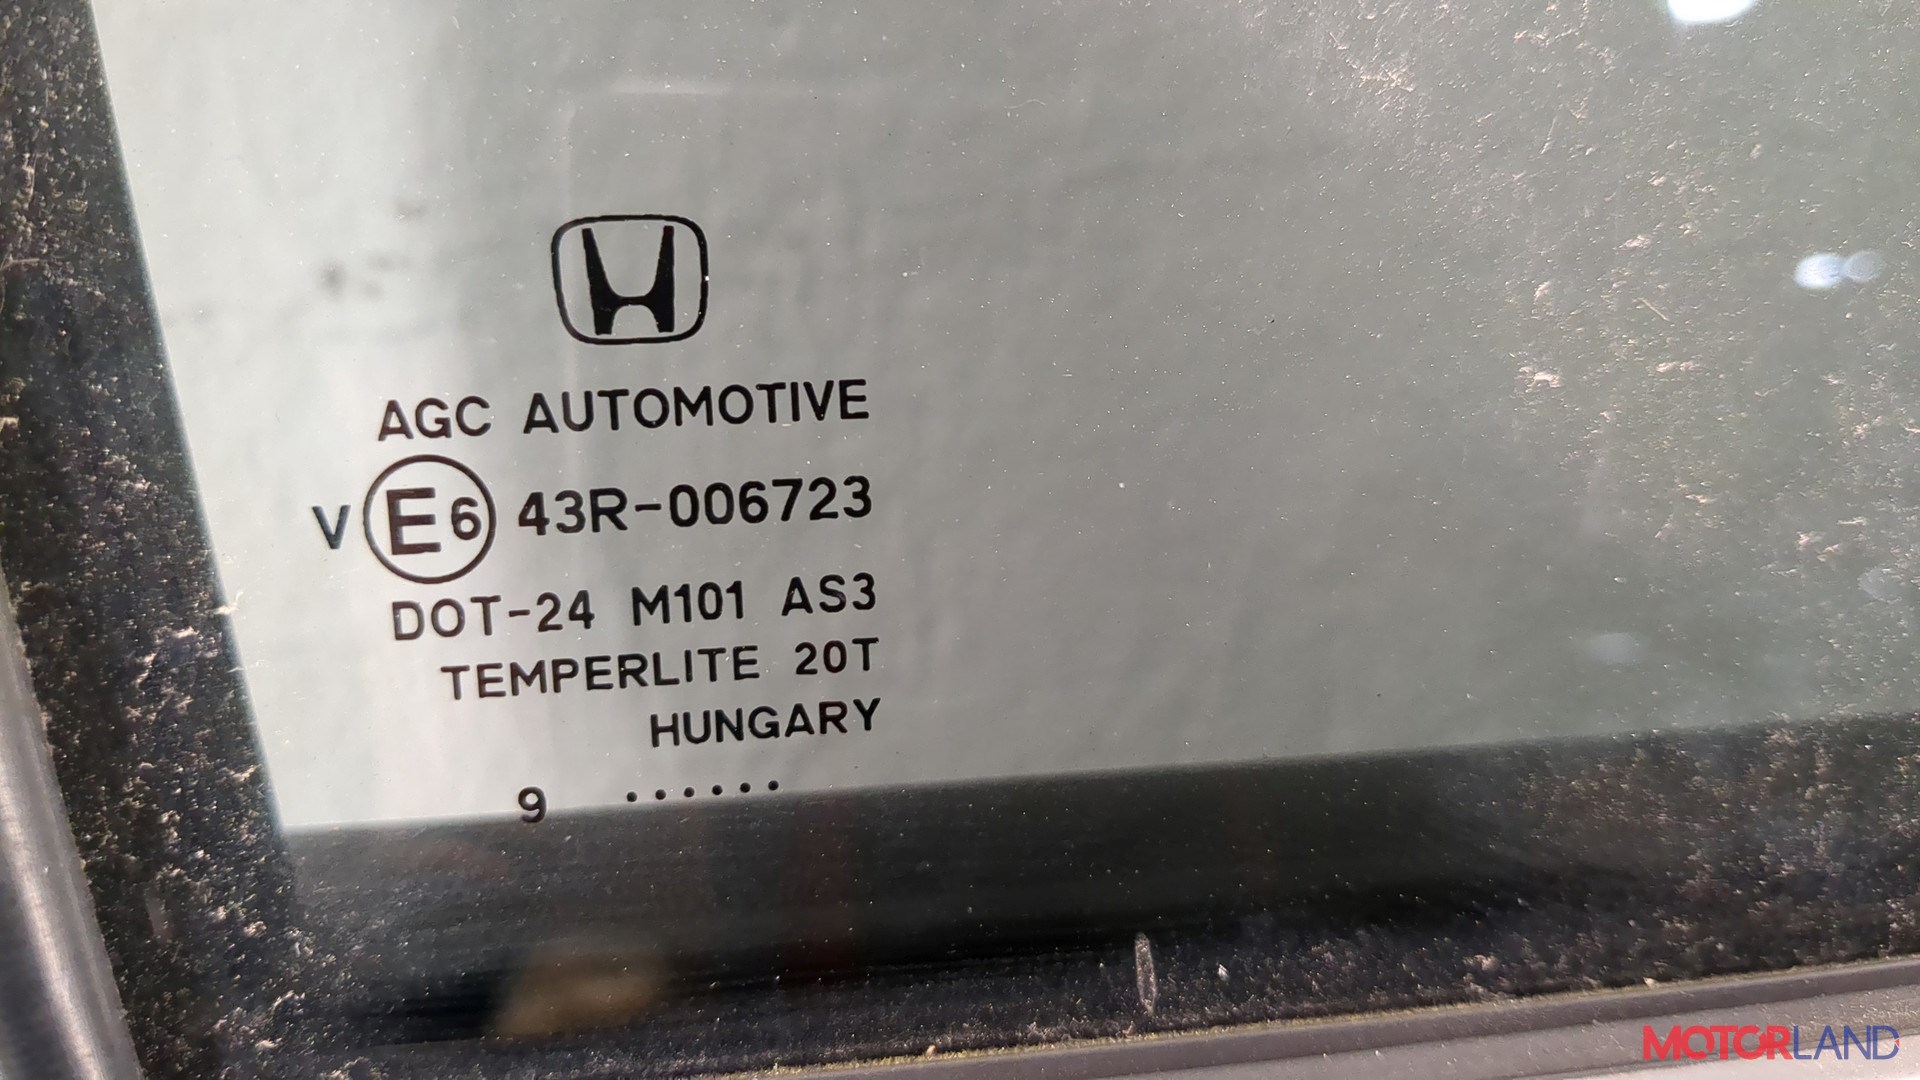 AGC AUTOMOTIVE
V E6 43R-006723
DOT-24 M101 AS3
TEMPERLITE 20T
HUNGARY
9 ••••••
MOTORLAND